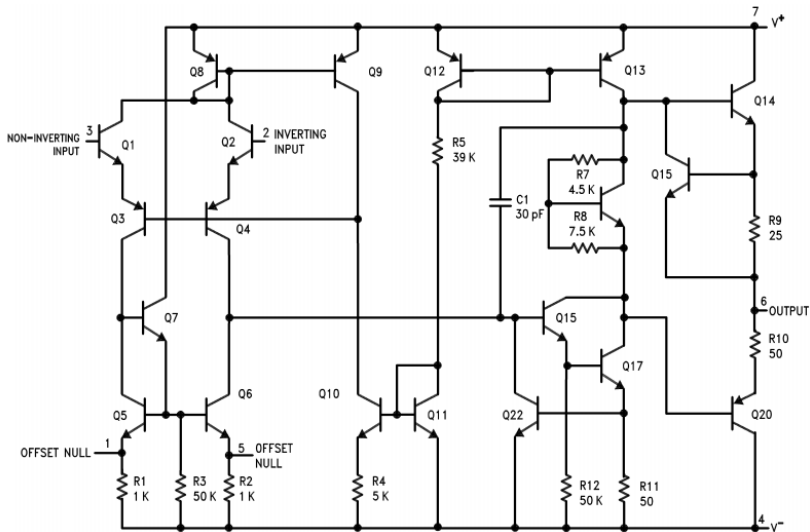 7
V+
Q8
Q9
Q12
Q13
Q14
3
NON-INVERTING
INPUT
Q1
Q2
2 INVERTING
INPUT
R5
39 K
R7
4.5 K
Q15
C1
30 pF
R8
7.5 K
R9
25
Q3
Q4
6
OUTPUT
Q7
Q15
R10
50
Q17
Q5
Q6
Q10
Q11
Q22
Q20
1
OFFSET NULL
5
OFFSET
NULL
R1
1 K
R3
50 K
R2
1 K
R4
5 K
R12
50 K
R11
50
4
V-